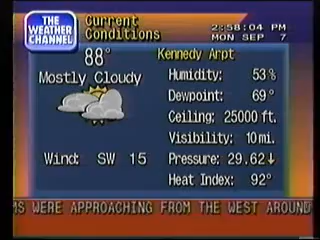 THE
WEATHER
CHANNEL
Current
Conditions
2:58:04 PM
MON SEP 7
88°
Mostly Cloudy
Wind: SW 15
Kennedy Arpt
Humidity: 53%
Dewpoint: 69°
Ceiling: 25000 ft.
Visibility: 10 mi.
Pressure: 29.62↓
Heat Index: 92°
MS WERE APPROACHING FROM THE WEST AROUND